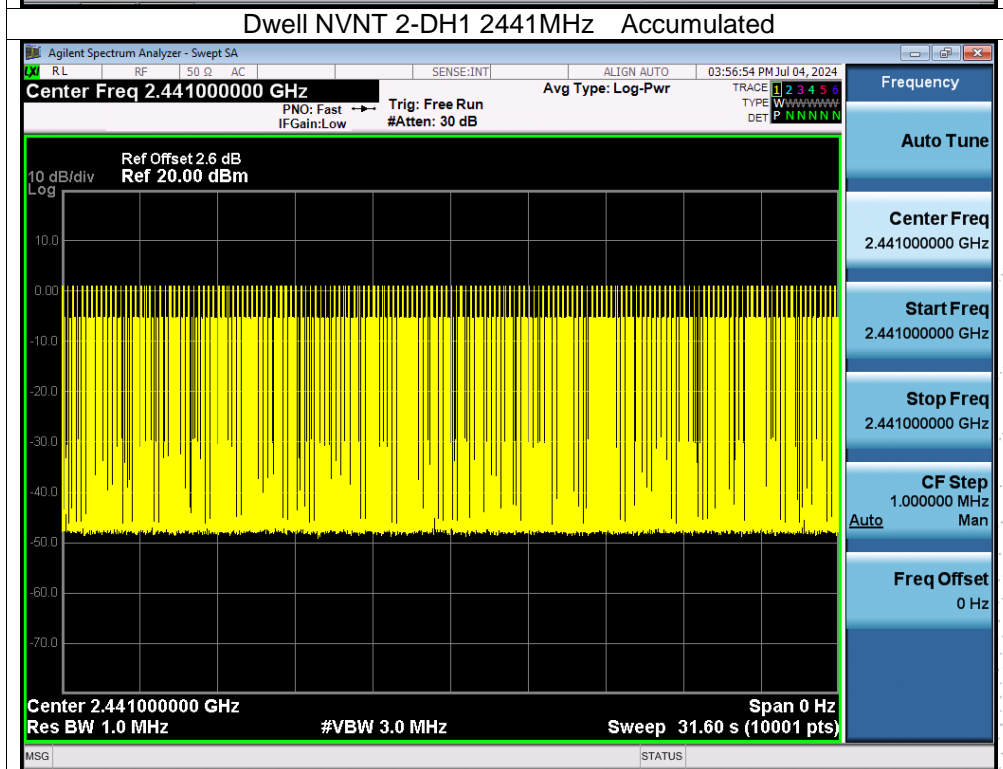 Dwell NVNT 2-DH1 2441MHz Accumulated
Agilent Spectrum Analyzer - Swept SA
LXI RL RF 50 Ω AC SENSE:INT ALIGN AUTO 03:56:54 PM Jul 04, 2024
Center Freq 2.441000000 GHz Avg Type: Log-Pwr TRACE 1 2 3 4 5 6
PNO: Fast Trig: Free Run TYPE WWWWWWW
IFGain:Low #Atten: 30 dB DET P N N N N N
Frequency
Auto Tune
Center Freq
2.441000000 GHz
Start Freq
2.441000000 GHz
Stop Freq
2.441000000 GHz
CF Step
1.000000 MHz
Auto Man
Freq Offset
0 Hz
Ref Offset 2.6 dB
10 dB/div Ref 20.00 dBm
Log
10.0
0.00
-10.0
-20.0
-30.0
-40.0
-50.0
-60.0
-70.0
Center 2.441000000 GHz Span 0 Hz
Res BW 1.0 MHz #VBW 3.0 MHz Sweep 31.60 s (10001 pts)
MSG STATUS